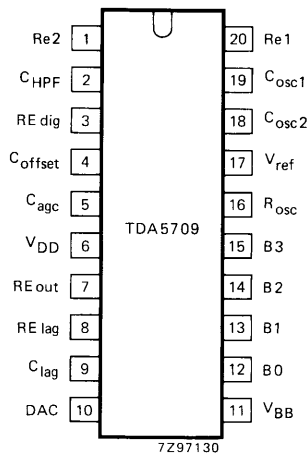 Re2 1 20 Re1
CHPF 2 19 Cosc1
RE dig 3 18 Cosc2
Coffset 4 17 Vref
Cagc 5 16 Rosc
TDA5709
VDD 6 15 B3
RE out 7 14 B2
RE lag 8 13 B1
Clag 9 12 B0
DAC 10 11 VBB
7Z97130